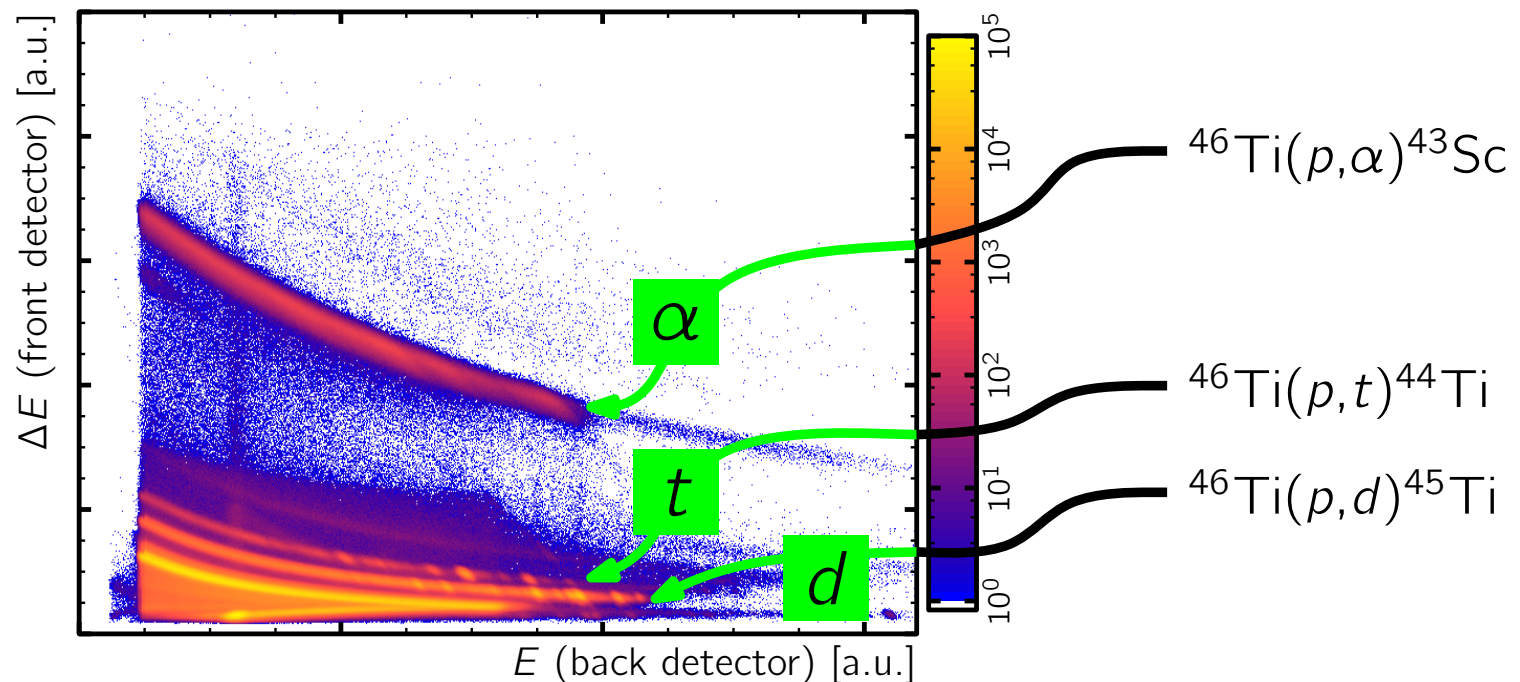 ΔE (front detector) [a.u.]
10⁵
10⁴
10³
10²
10¹
10⁰
α
t
d
⁴⁶Ti(p,α)⁴³Sc
⁴⁶Ti(p,t)⁴⁴Ti
⁴⁶Ti(p,d)⁴⁵Ti
E (back detector) [a.u.]